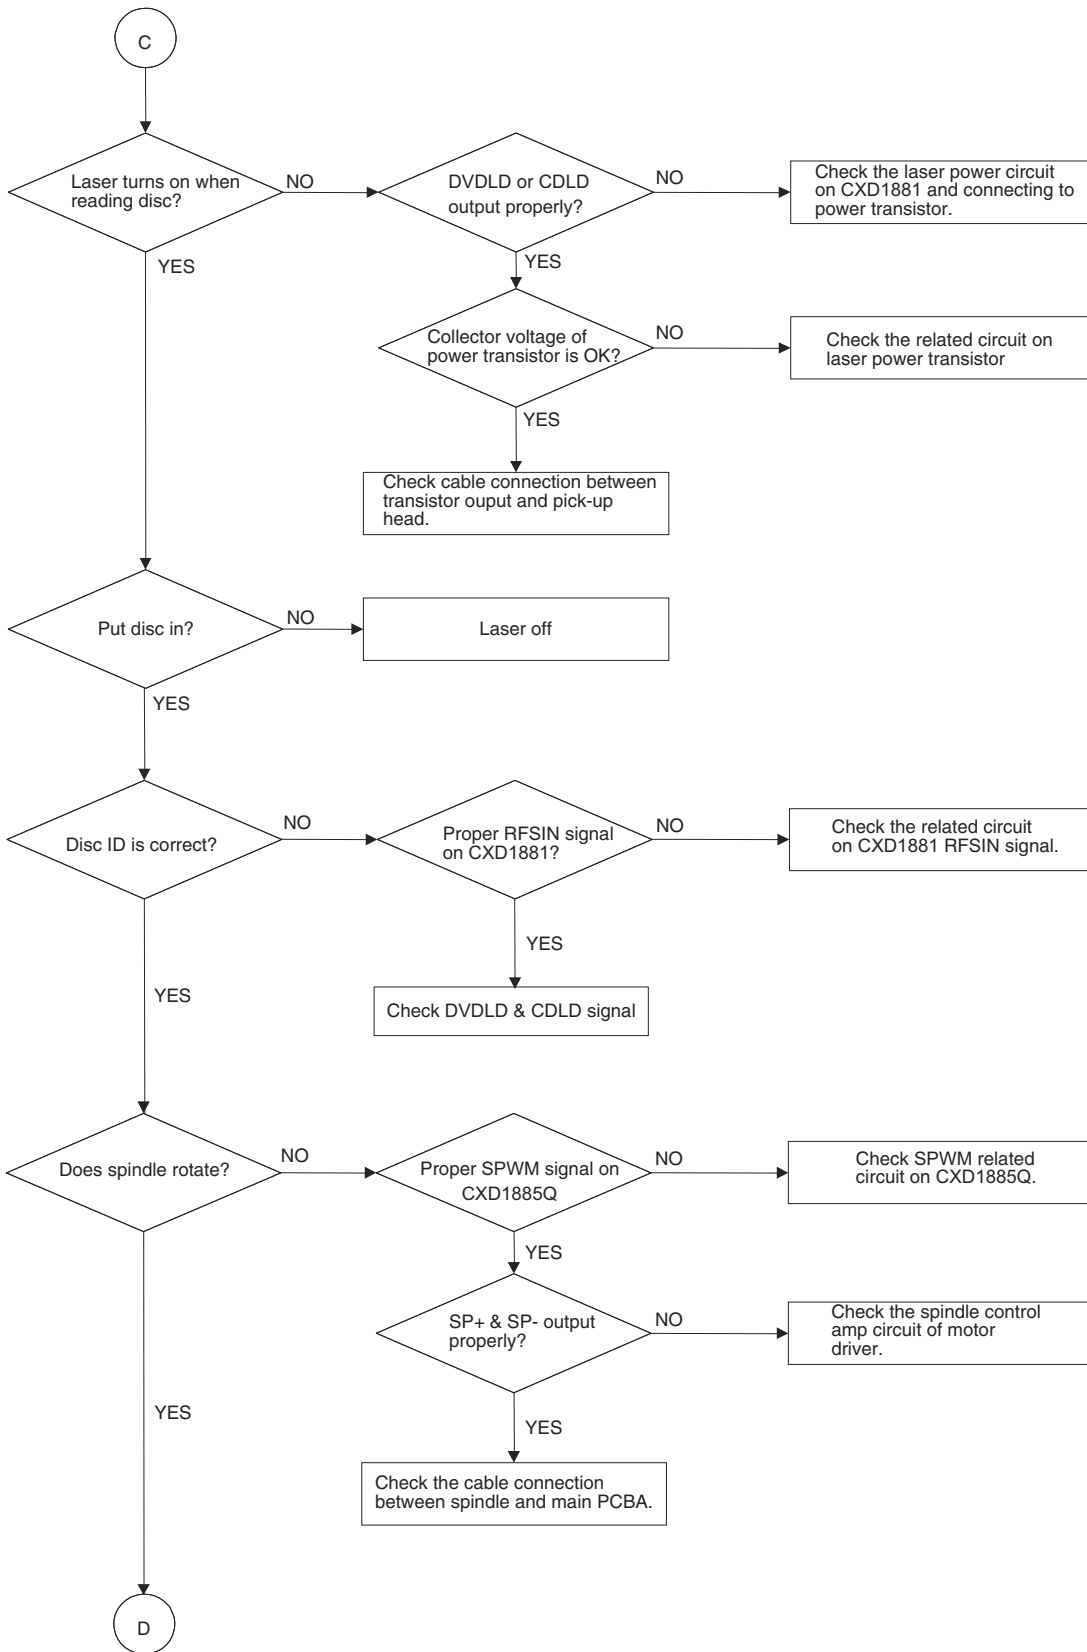 C
Laser turns on when
reading disc?
NO
DVDLD or CDLD
output properly?
NO
Check the laser power circuit
on CXD1881 and connecting to
power transistor.
YES
YES
Collector voltage of
power transistor is OK?
NO
Check the related circuit on
laser power transistor
YES
Check cable connection between
transistor ouput and pick-up
head.
Put disc in?
NO
Laser off
YES
Disc ID is correct?
NO
Proper RFSIN signal
on CXD1881?
NO
Check the related circuit
on CXD1881 RFSIN signal.
YES
YES
Check DVDLD & CDLD signal
Does spindle rotate?
NO
Proper SPWM signal on
CXD1885Q
NO
Check SPWM related
circuit on CXD1885Q.
YES
SP+ & SP- output
properly?
NO
Check the spindle control
amp circuit of motor
driver.
YES
YES
Check the cable connection
between spindle and main PCBA.
D